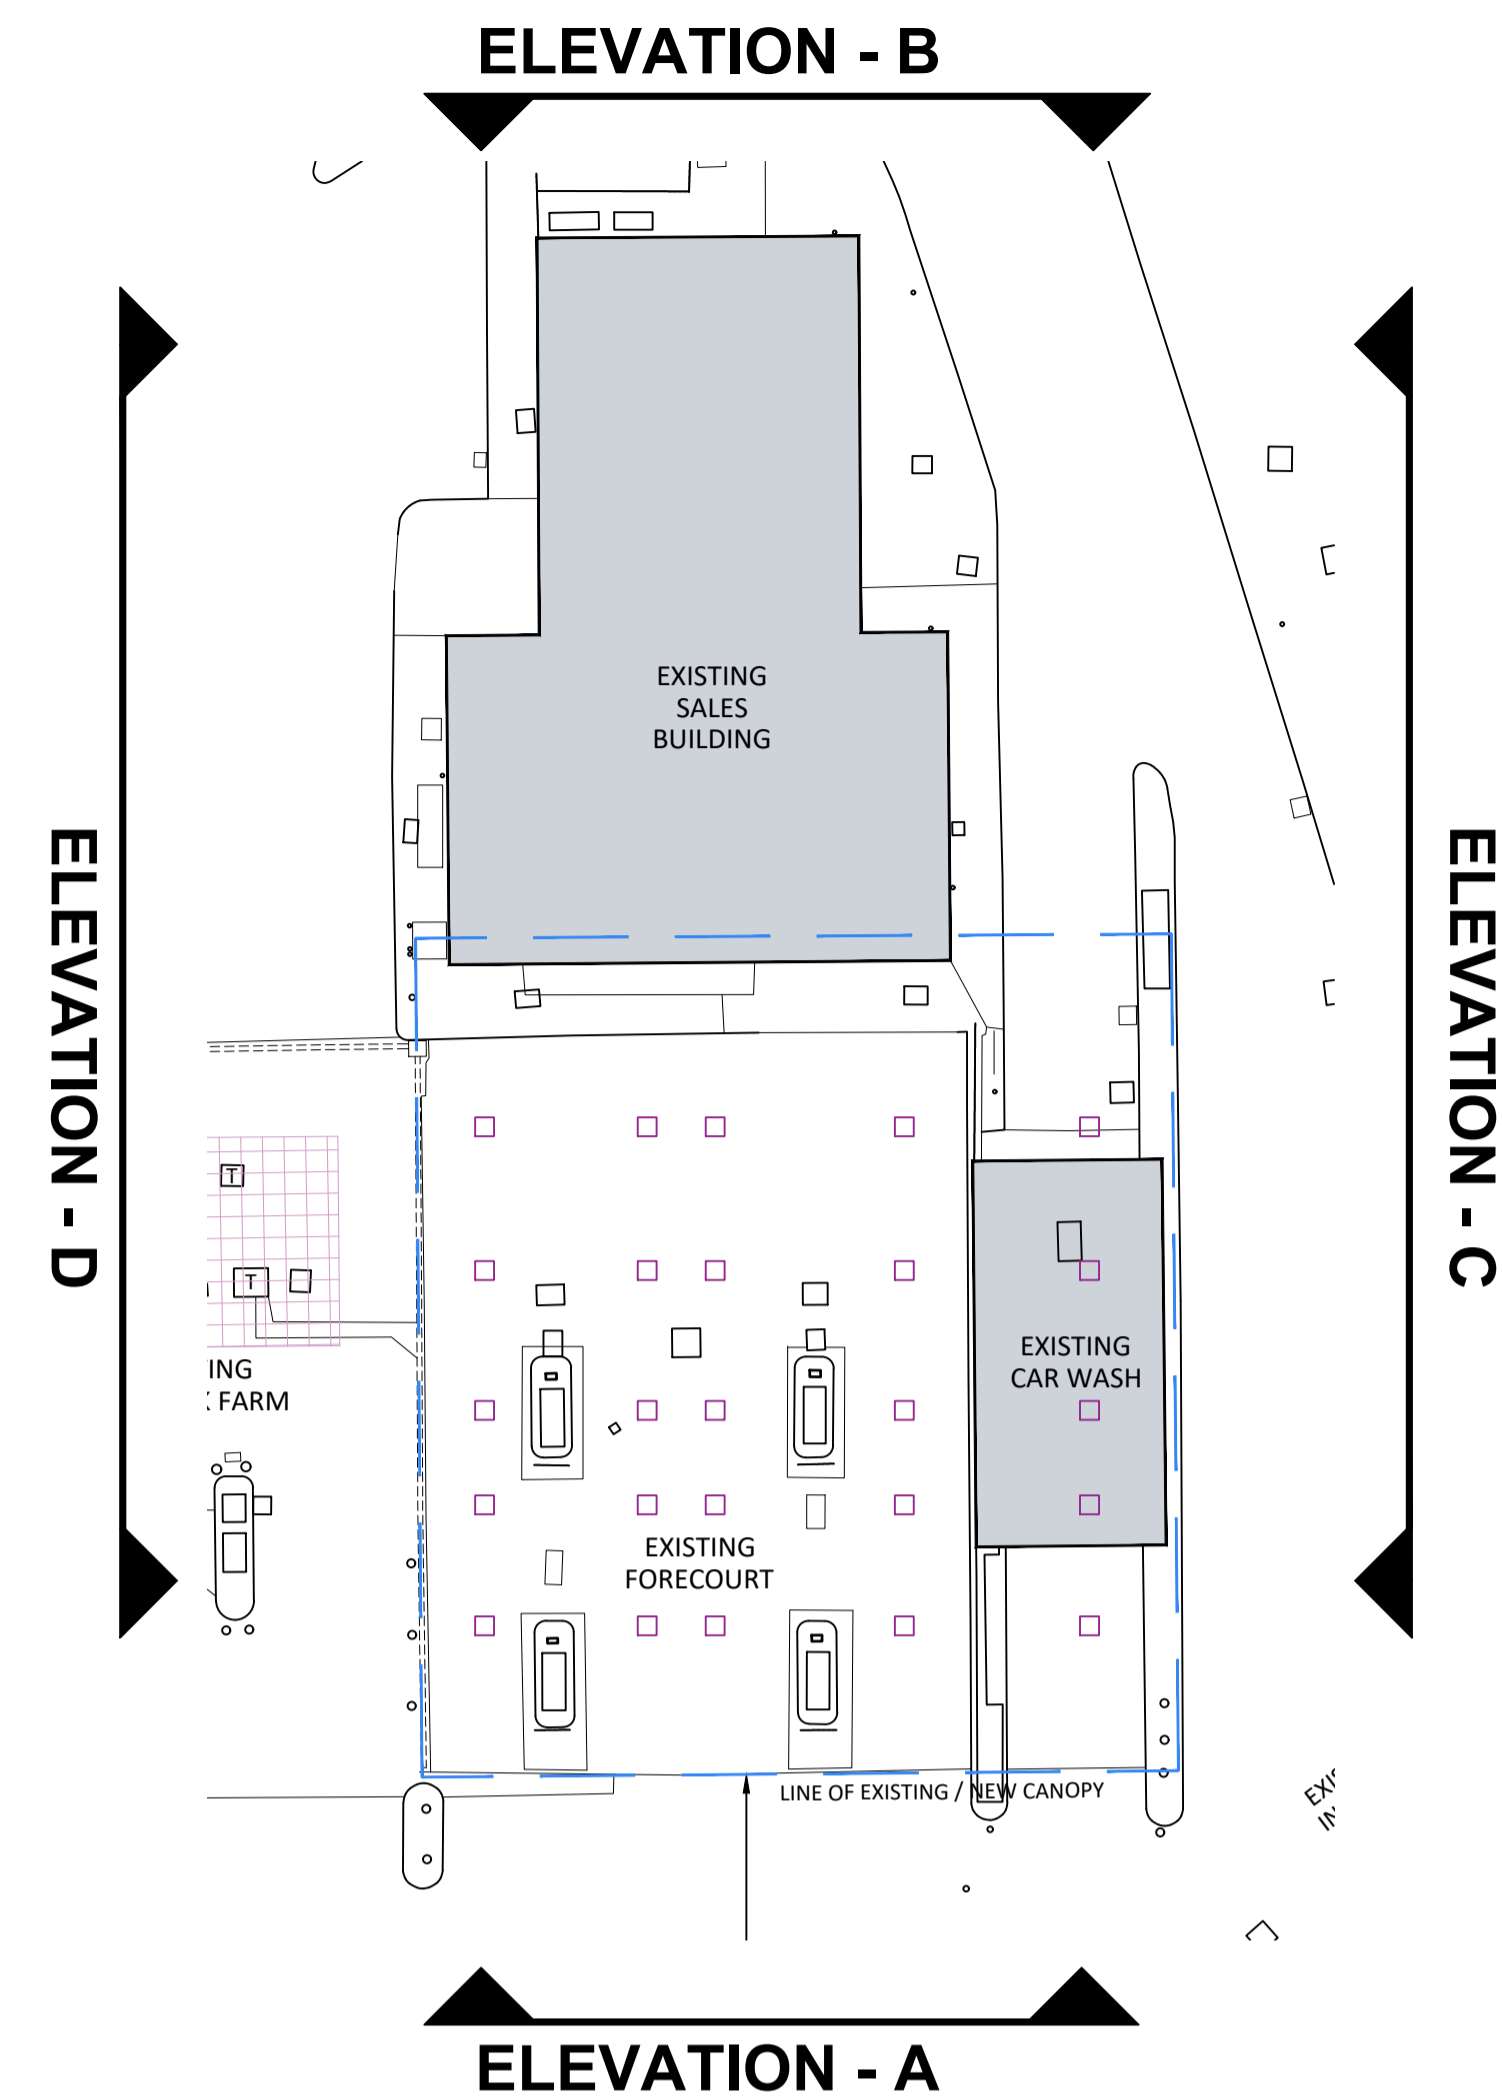 ELEVATION - B
EXISTING
SALES
BUILDING
ELEVATION - D
ELEVATION - C
T
T
ING
FARM
EXISTING
CAR WASH
EXISTING
FORECOURT
LINE OF EXISTING / NEW CANOPY
ELEVATION - A